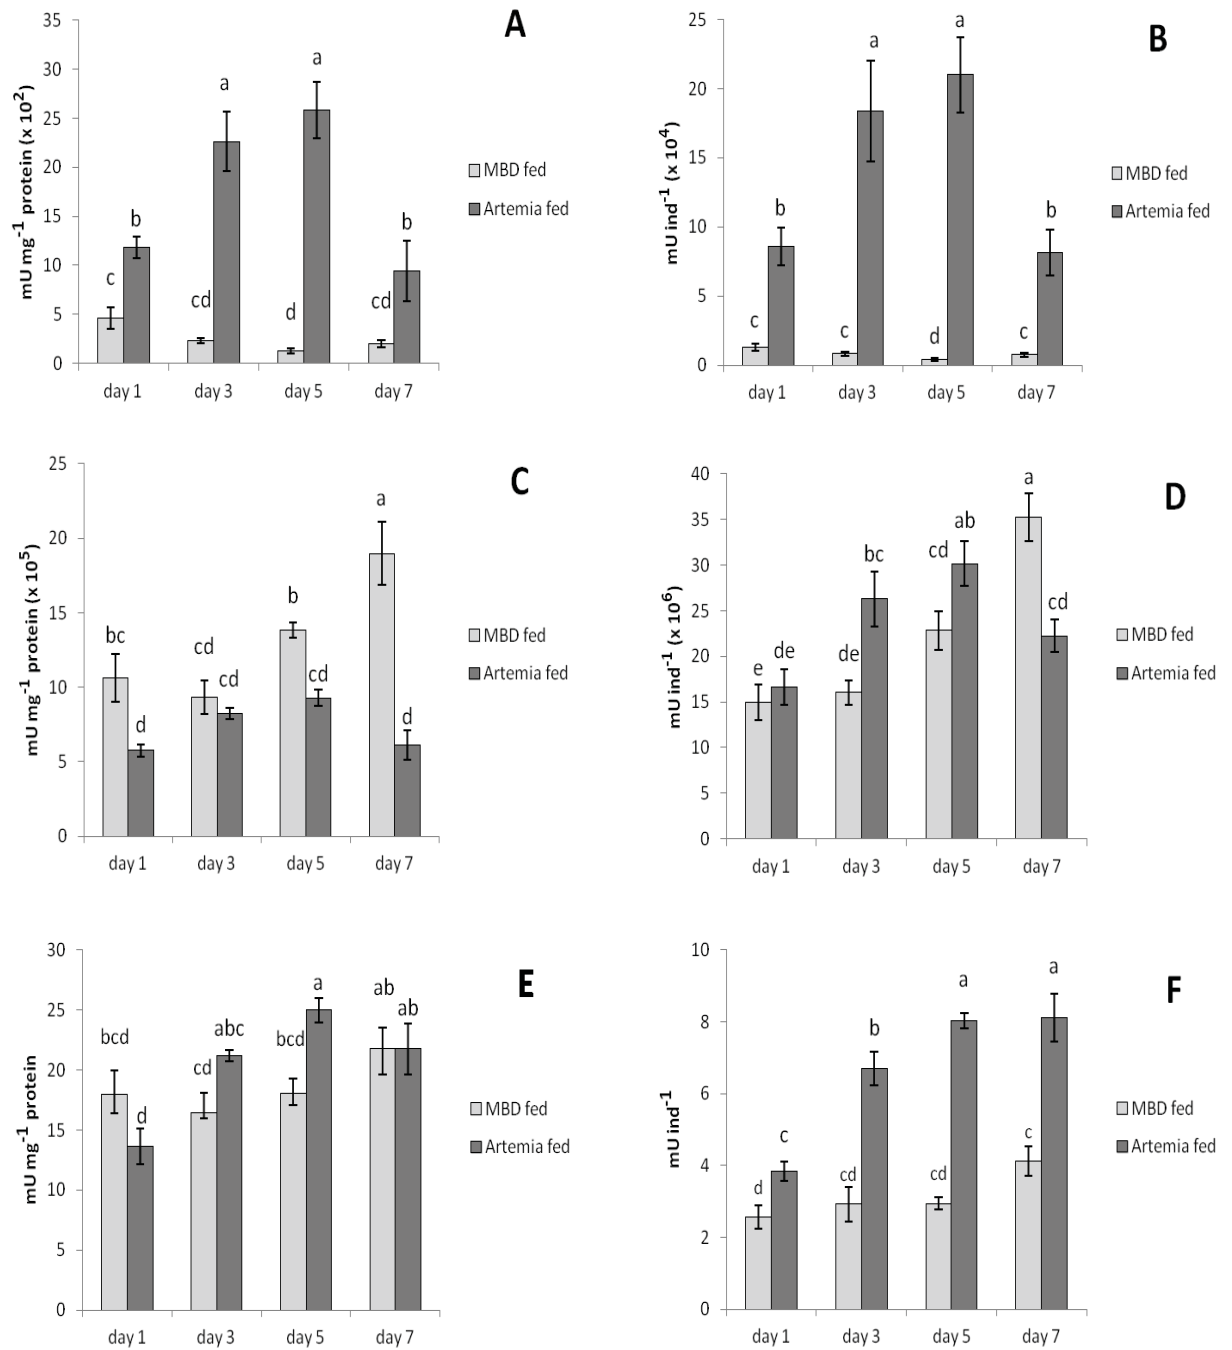 A
mU mg-1 protein (x 102)
35
30
25
20
15
10
5
0
c
b
cd
a
d
a
cd
b
day 1 day 3 day 5 day 7
MBD fed
Artemia fed
B
mU ind-1 (x 104)
25
20
15
10
5
0
c
b
c
a
d
a
c
b
day 1 day 3 day 5 day 7
MBD fed
Artemia fed
C
mU mg-1 protein (x 105)
25
20
15
10
5
0
bc
d
cd
cd
b
cd
a
d
day 1 day 3 day 5 day 7
MBD fed
Artemia fed
D
mU ind-1 (x 106)
40
35
30
25
20
15
10
5
0
e
de
de
bc
cd
ab
a
cd
day 1 day 3 day 5 day 7
MBD fed
Artemia fed
E
mU mg-1 protein
30
25
20
15
10
5
0
bcd
d
cd
abc
bcd
a
ab
ab
day 1 day 3 day 5 day 7
MBD fed
Artemia fed
F
mU ind-1
10
8
6
4
2
0
d
c
cd
b
cd
a
c
a
day 1 day 3 day 5 day 7
MBD fed
Artemia fed